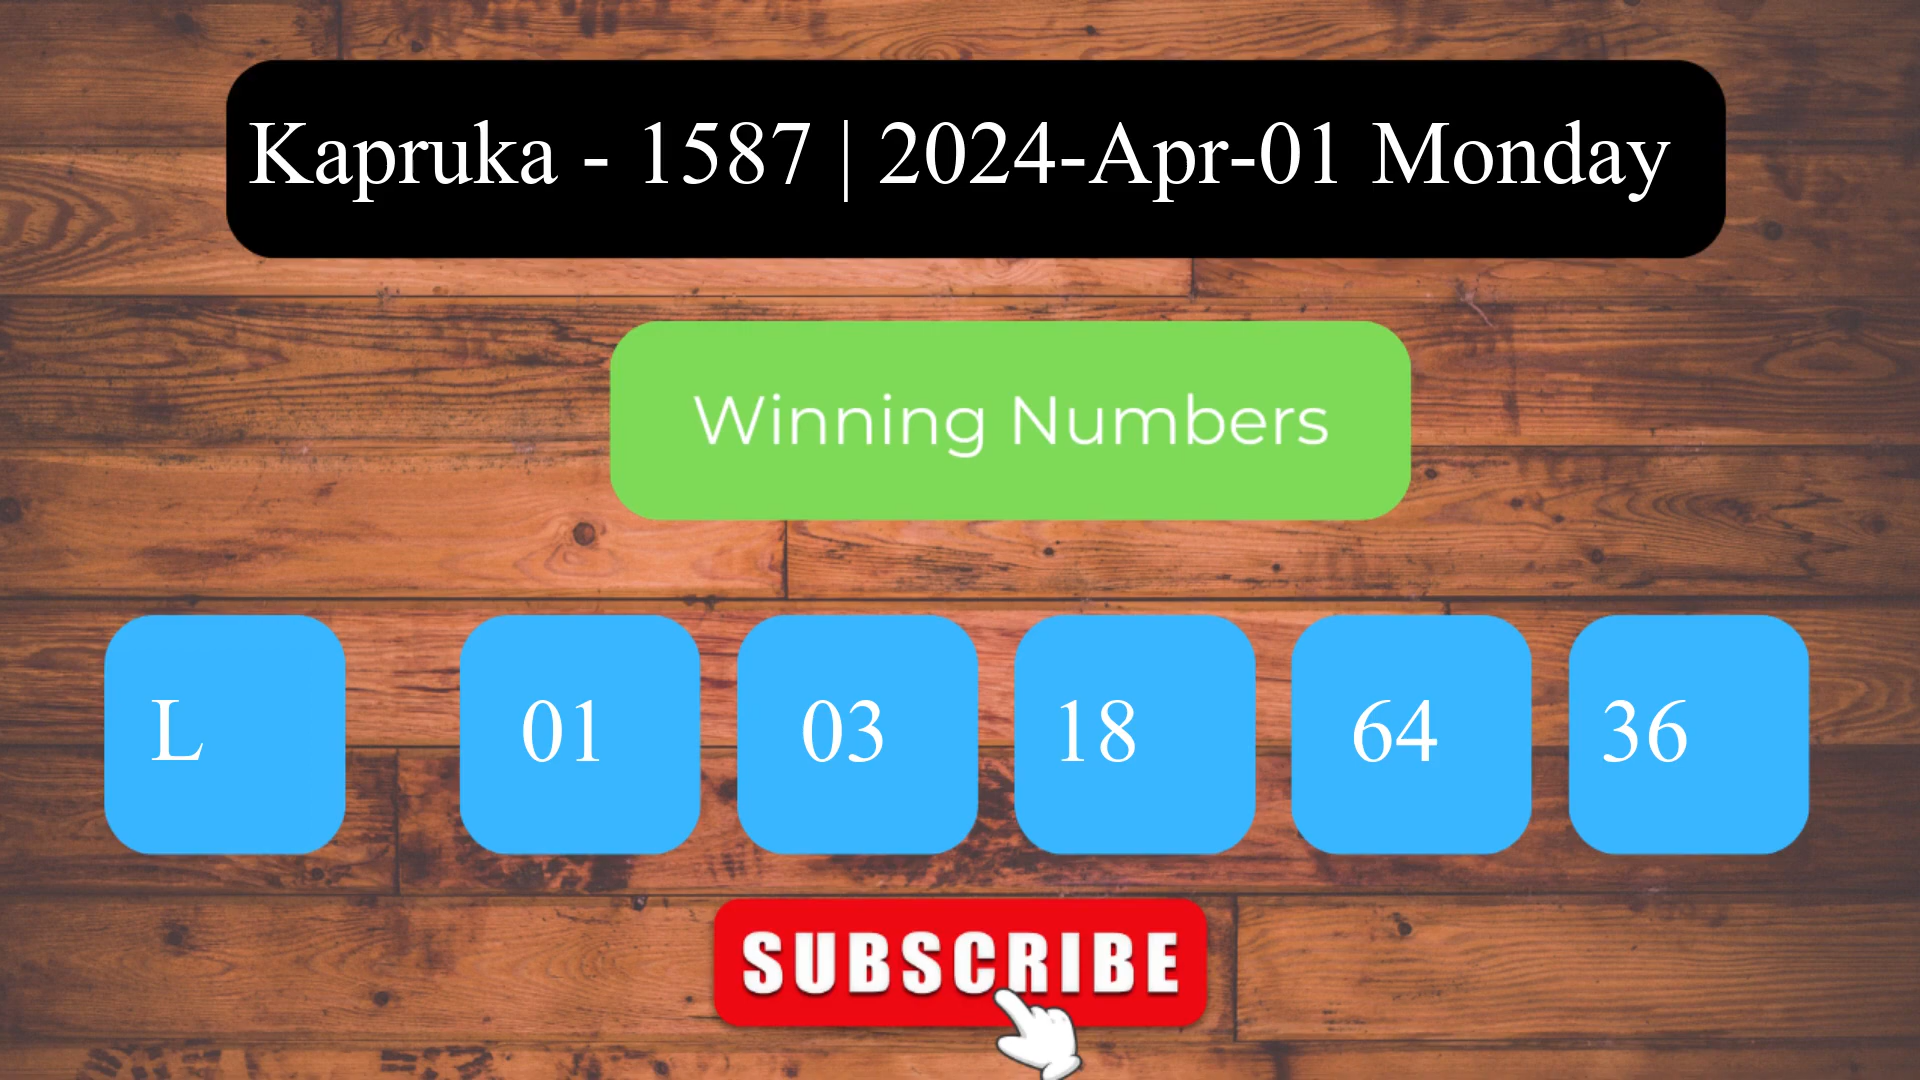 Kapruka - 1587 | 2024-Apr-01 Monday
Winning Numbers
L 01 03 18 64 36
SUBSCRIBE